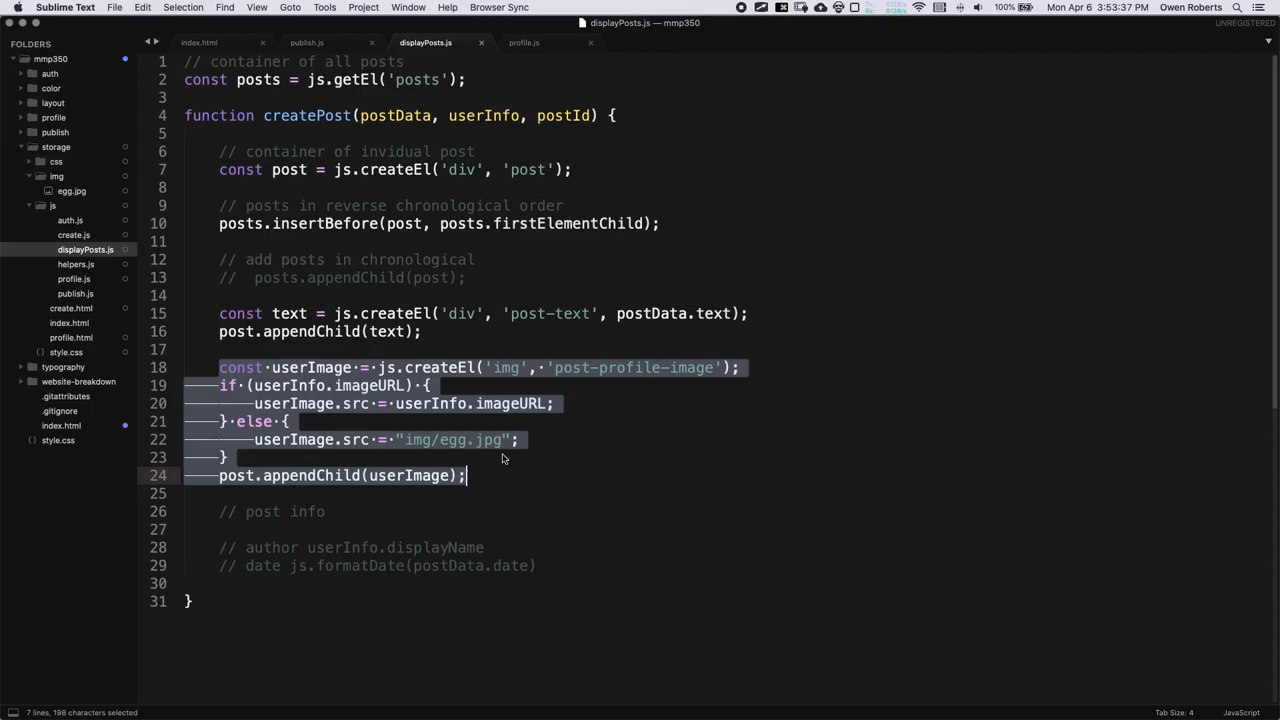 Sublime Text File Edit Selection Find View Goto Tools Project Window Help Browser Sync 100% Mon Apr 6 3:53:37 PM Owen Roberts
displayPosts.js — mmp350 UNREGISTERED
FOLDERS
mmp350
auth
color
layout
profile
publish
storage
css
img
egg.jpg
js
auth.js
create.js
displayPosts.js
helpers.js
profile.js
publish.js
create.html
index.html
profile.html
style.css
typography
website-breakdown
.gitattributes
.gitignore
index.html
style.css
index.html publish.js displayPosts.js profile.js
1 // container of all posts
2 const posts = js.getEl('posts');
3
4 function createPost(postData, userInfo, postId) {
5
6 // container of invidual post
7 const post = js.createEl('div', 'post');
8
9 // posts in reverse chronological order
10 posts.insertBefore(post, posts.firstElementChild);
11
12 // add posts in chronological
13 // posts.appendChild(post);
14
15 const text = js.createEl('div', 'post-text', postData.text);
16 post.appendChild(text);
17
18 const userImage = js.createEl('img', 'post-profile-image');
19 if (userInfo.imageURL) {
20 userImage.src = userInfo.imageURL;
21 } else {
22 userImage.src = "img/egg.jpg";
23 }
24 post.appendChild(userImage);
25
26 // post info
27
28 // author userInfo.displayName
29 // date js.formatDate(postData.date)
30
31 }
7 lines, 198 characters selected Tab Size: 4 JavaScript